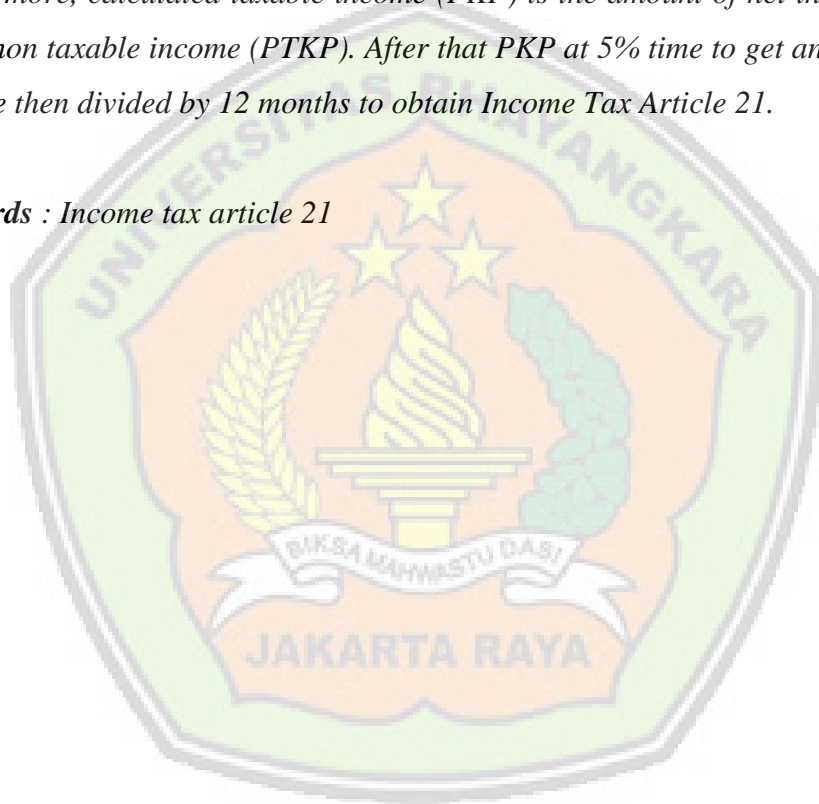 more, calculated taxable income (PKP) is the amount of net in
non taxable income (PTKP). After that PKP at 5% time to get an
e then divided by 12 months to obtain Income Tax Article 21.
rds : Income tax article 21
UNIVERSITAS BHAYANGKARA
BIKSA MAHWASTU DASI
JAKARTA RAYA